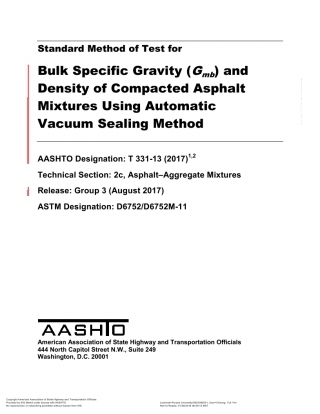 Standard Method of Test for
Bulk Specific Gravity (Gmb) and
Density of Compacted Asphalt
Mixtures Using Automatic
Vacuum Sealing Method
AASHTO Designation: T 331-13 (2017)1,2
Technical Section: 2c, Asphalt–Aggregate Mixtures
Release: Group 3 (August 2017)
ASTM Designation: D6752/D6752M-11
AASHTO
American Association of State Highway and Transportation Officials
444 North Capitol Street N.W., Suite 249
Washington, D.C. 20001